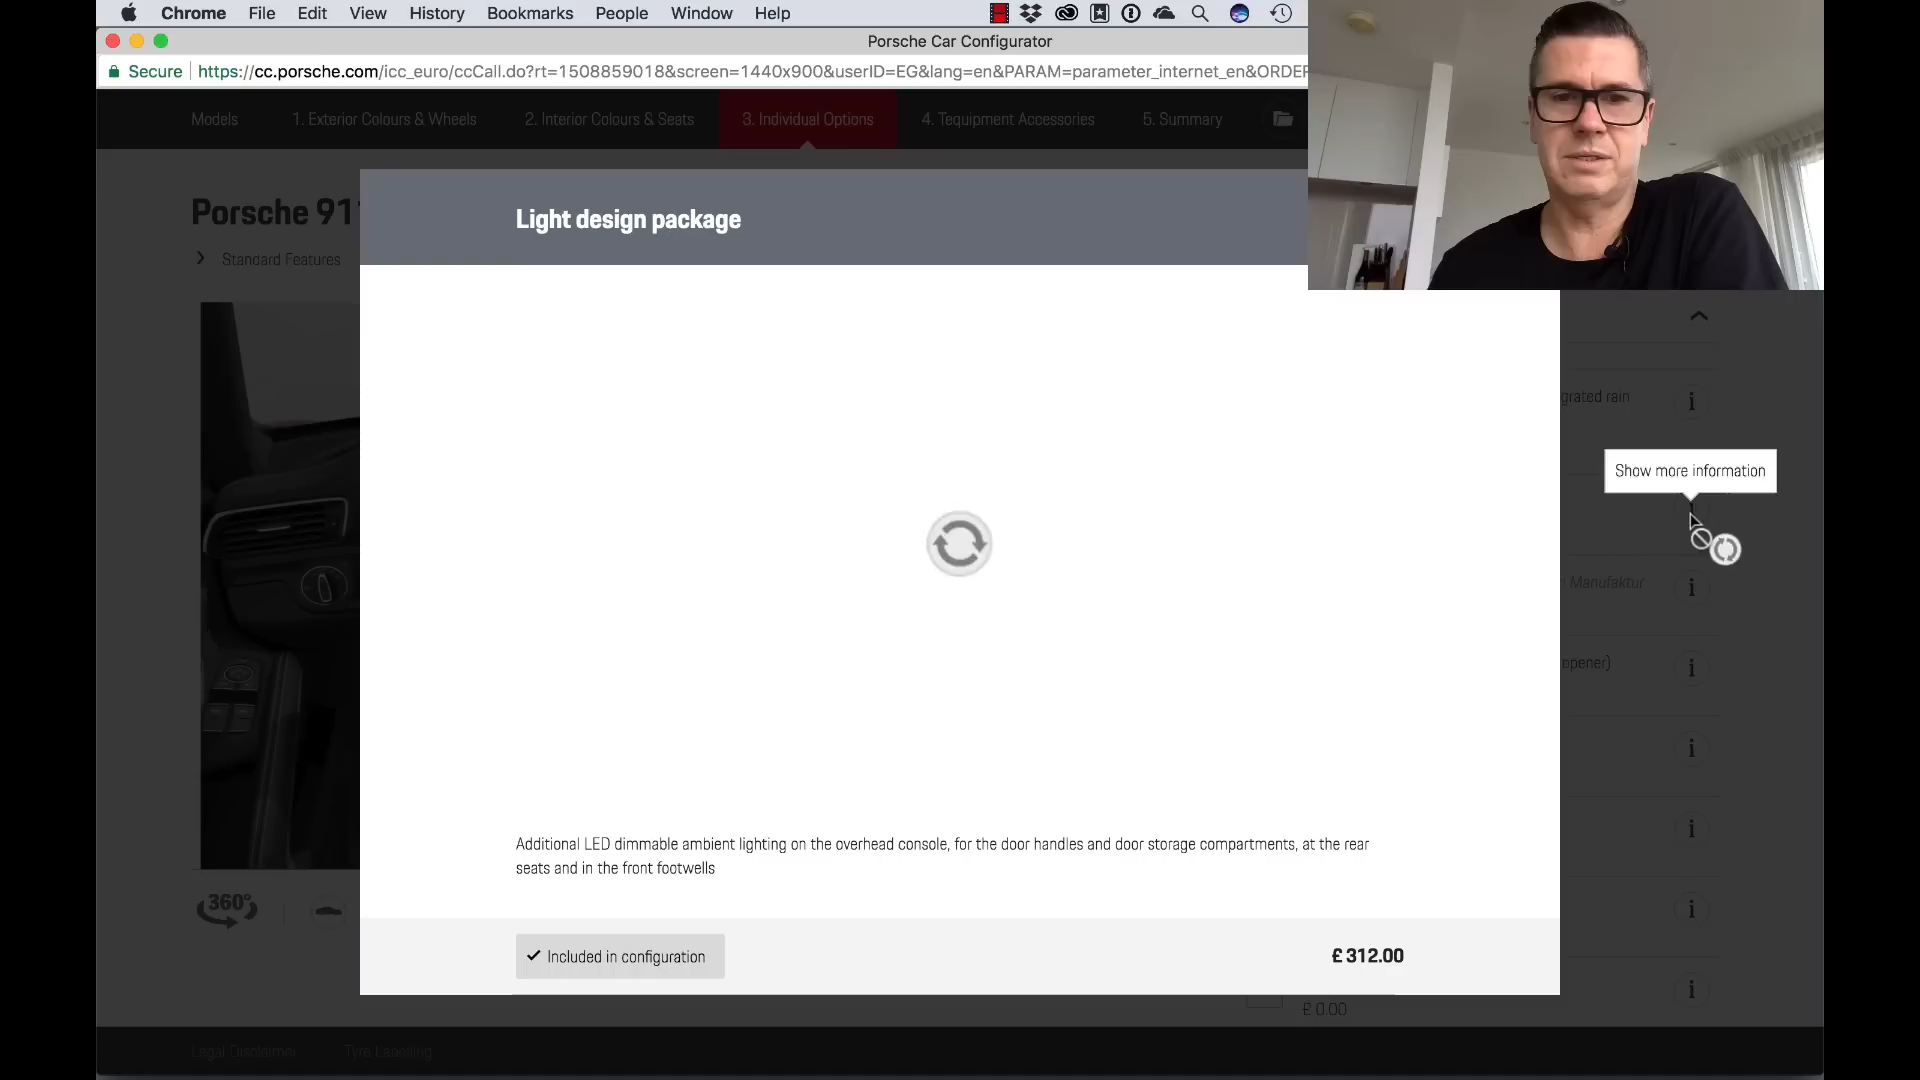 Chrome File Edit View History Bookmarks People Window Help
Porsche Car Configurator
Secure https://cc.porsche.com/icc_euro/ccCall.do?rt=1508859018&screen=1440x900&userID=EG&lang=en&PARAM=parameter_internet_en&ORDER
Models 1. Exterior Colours & Wheels 2. Interior Colours & Seats 3. Individual Options 4. Tequipment Accessories 5. Summary
Porsche 911
Light design package
Standard Features
grated rain
i
Show more information
Manufaktur
i
opener)
i
i
i
Additional LED dimmable ambient lighting on the overhead console, for the door handles and door storage compartments, at the rear
seats and in the front footwells
360°
i
Included in configuration
£ 312.00
i
£ 0.00
Legal Disclaimer Tyre Labelling